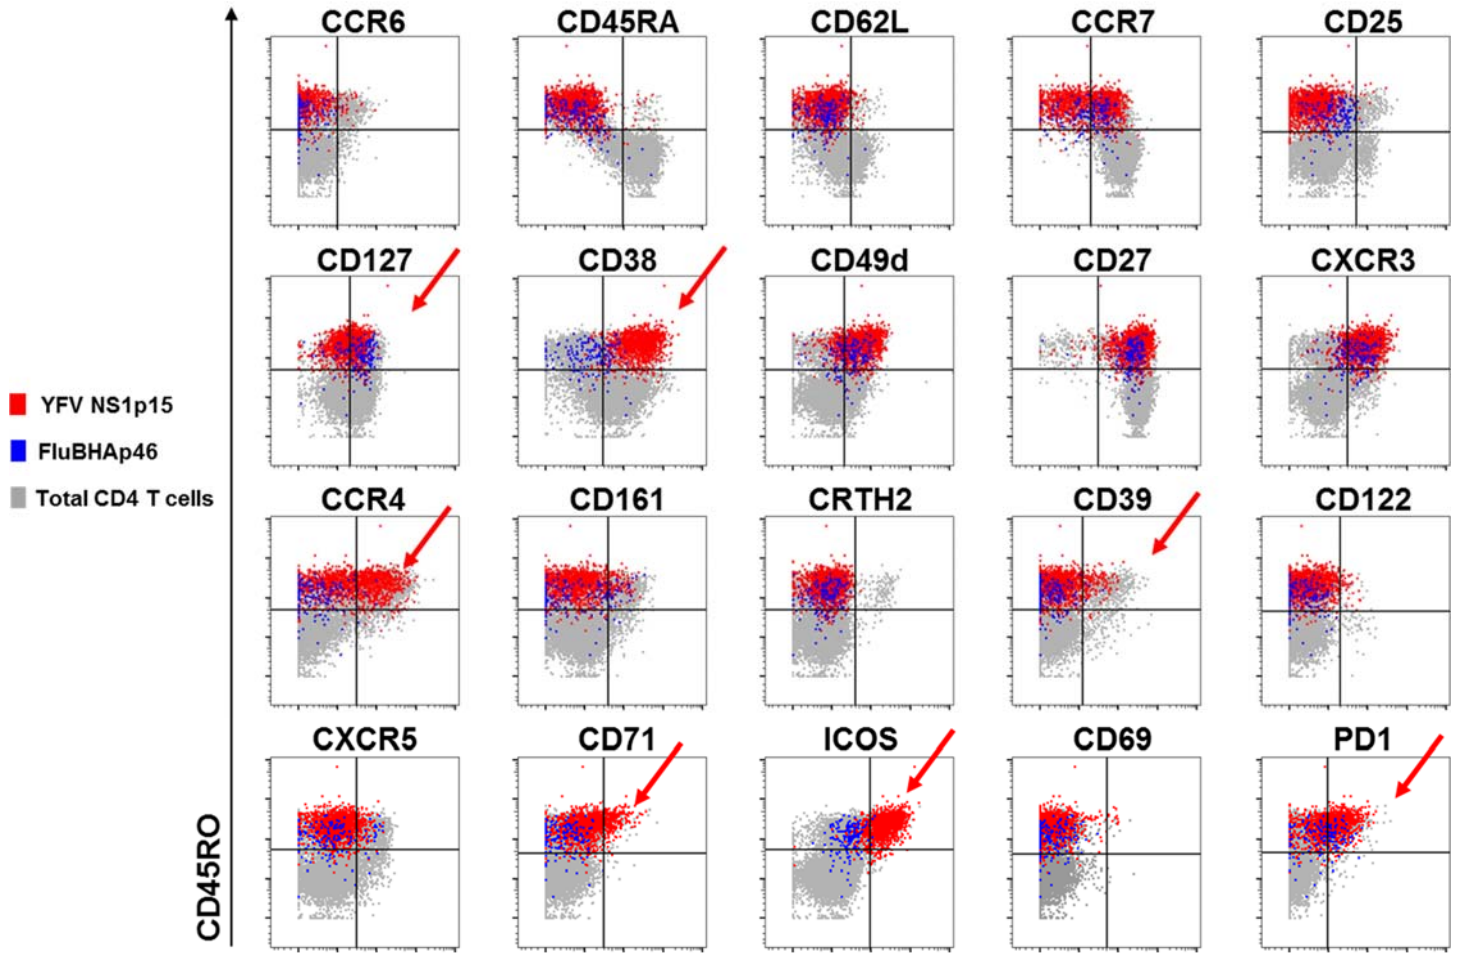 CCR6 CD45RA CD62L CCR7 CD25
CD127 CD38 CD49d CD27 CXCR3
YFV NS1p15
FluBHAp46
Total CD4 T cells
CCR4 CD161 CRTH2 CD39 CD122
CXCR5 CD71 ICOS CD69 PD1
CD45RO